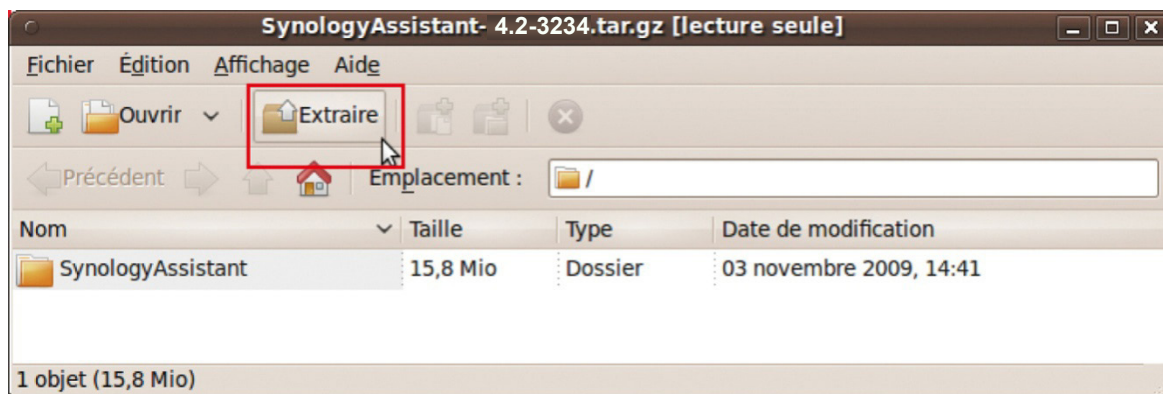 SynologyAssistant- 4.2-3234.tar.gz [lecture seule]
Fichier Édition Affichage Aide
Ouvrir Extraire
Précédent Emplacement : /
Nom Taille Type Date de modification
SynologyAssistant 15,8 Mio Dossier 03 novembre 2009, 14:41
1 objet (15,8 Mio)